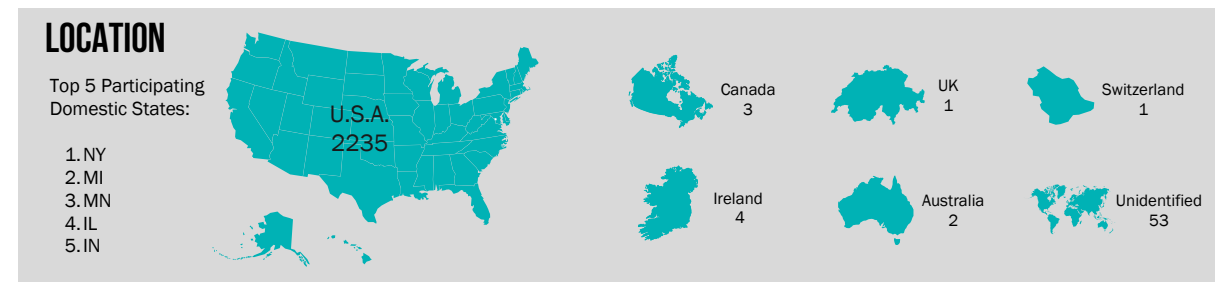 LOCATION
Top 5 Participating
Domestic States:
1. NY
2. MI
3. MN
4. IL
5. IN
U.S.A.
2235
Canada
3
UK
1
Switzerland
1
Ireland
4
Australia
2
Unidentified
53